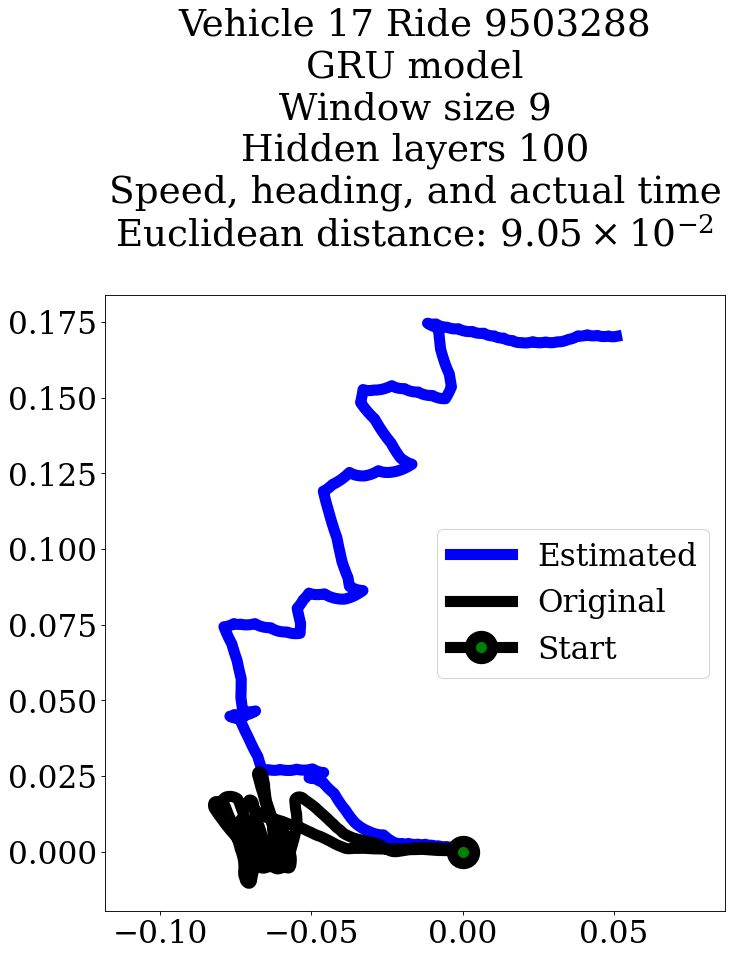 Vehicle 17 Ride 9503288
GRU model
Window size 9
Hidden layers 100
Speed, heading, and actual time
Euclidean distance: 9.05 × 10⁻²
0.175
0.150
0.125
0.100
0.075
0.050
0.025
0.000
Estimated
Original
Start
−0.10 −0.05 0.00 0.05